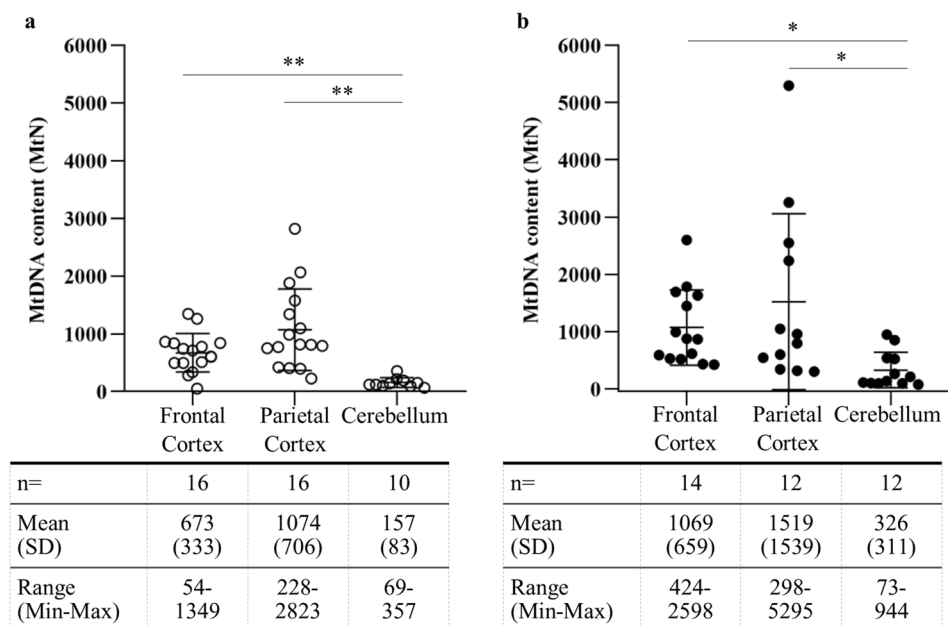 a
6000
5000
4000
3000
2000
1000
0
MtDNA content (MtN)
**
**
Frontal Cortex
Parietal Cortex
Cerebellum
n=
16
16
10
Mean (SD)
673 (333)
1074 (706)
157 (83)
Range (Min-Max)
54-1349
228-2823
69-357
b
6000
5000
4000
3000
2000
1000
0
MtDNA content (MtN)
*
*
Frontal Cortex
Parietal Cortex
Cerebellum
n=
14
12
12
Mean (SD)
1069 (659)
1519 (1539)
326 (311)
Range (Min-Max)
424-2598
298-5295
73-944